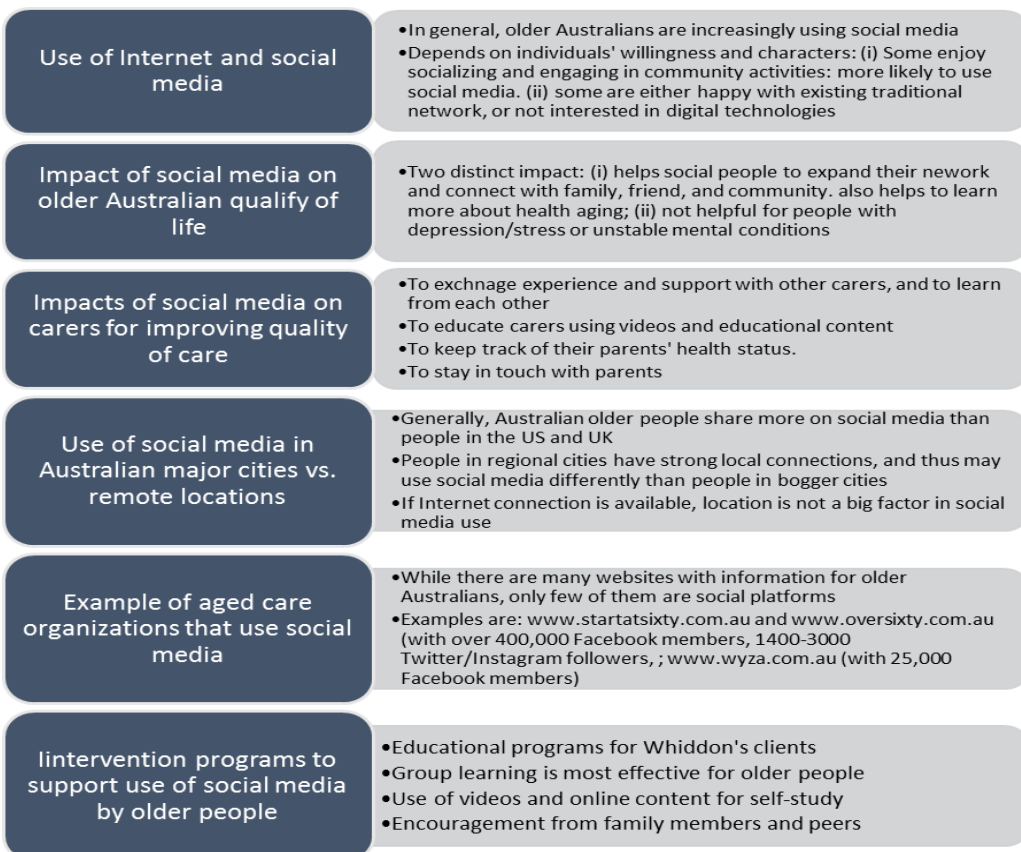 Use of Internet and social
media
•In general, older Australians are increasingly using social media
•Depends on individuals' willingness and characters: (i) Some enjoy
socializing and engaging in community activities: more likely to use
social media. (ii) some are either happy with existing traditional
network, or not interested in digital technologies
Impact of social media on
older Australian qualify of
life
•Two distinct impact: (i) helps social people to expand their nework
and connect with family, friend, and community. also helps to learn
more about health aging; (ii) not helpful for people with
depression/stress or unstable mental conditions
Impacts of social media on
carers for improving quality
of care
•To exchnage experience and support with other carers, and to learn
from each other
•To educate carers using videos and educational content
•To keep track of their parents' health status.
•To stay in touch with parents
Use of social media in
Australian major cities vs.
remote locations
•Generally, Australian older people share more on social media than
people in the US and UK
•People in regional cities have strong local connections, and thus may
use social media differently than people in bogger cities
•If Internet connection is available, location is not a big factor in social
media use
Example of aged care
organizations that use social
media
•While there are many websites with information for older
Australians, only few of them are social platforms
•Examples are: www.startatsixty.com.au and www.oversixty.com.au
(with over 400,000 Facebook members, 1400-3000
Twitter/Instagram followers, ; www.wyza.com.au (with 25,000
Facebook members)
Iintervention programs to
support use of social media
by older people
•Educational programs for Whiddon's clients
•Group learning is most effective for older people
•Use of videos and online content for self-study
•Encouragement from family members and peers